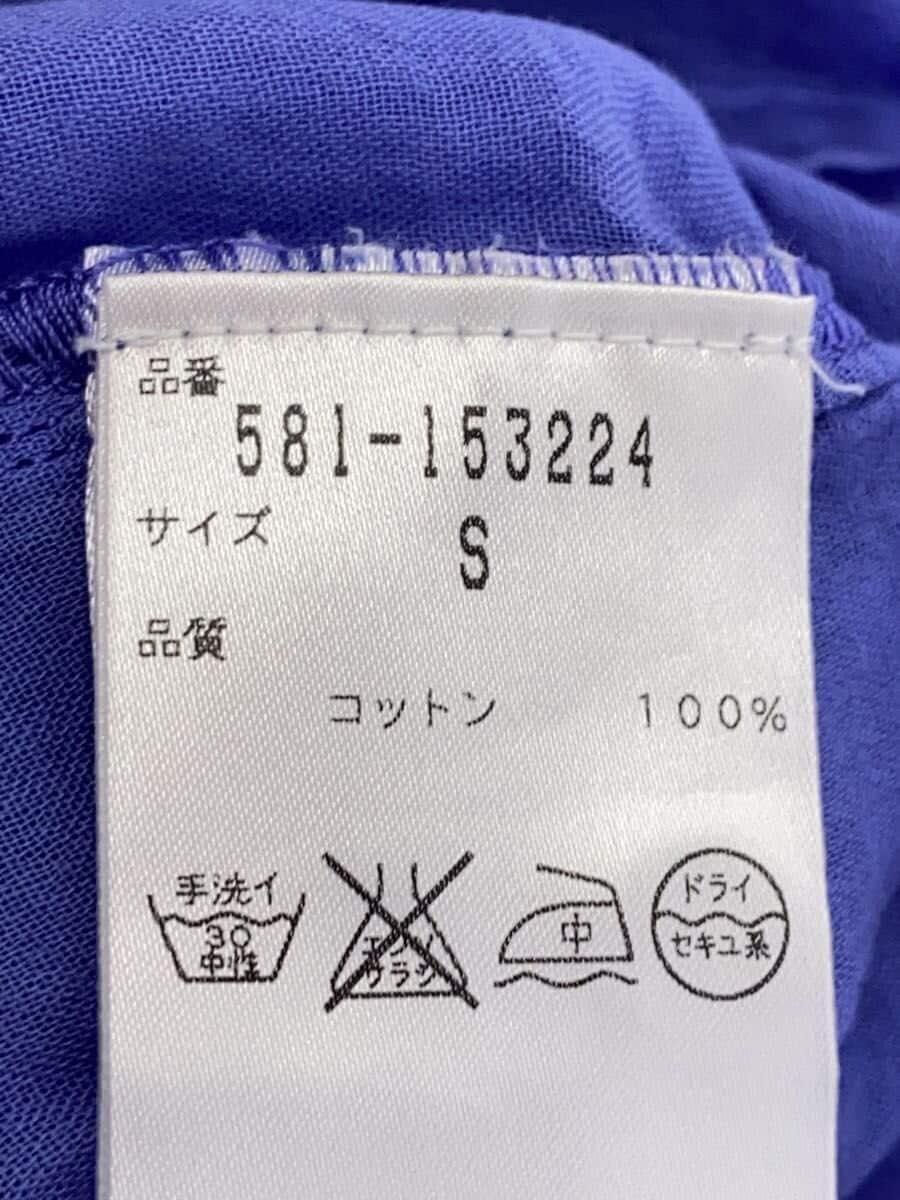 品番
581-153224
サイズ
S
品質
コットン 100%
手洗イ
30
中性
エンソ
サラシ
中
ドライ
セキユ系